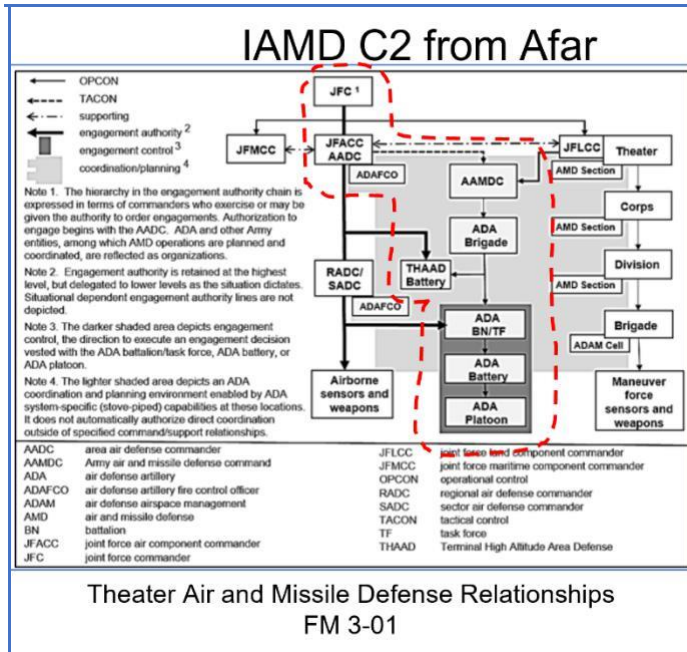 IAMD C2 from Afar
OPCON
TACON
supporting
engagement authority 2
engagement control 3
coordination/planning 4
Note 1. The hierarchy in the engagement authority chain is
expressed in terms of commanders who exercise or may be
given the authority to order engagements. Authorization to
engage begins with the AADC. ADA and other Army
entities, among which AMD operations are planned and
coordinated, are reflected as organizations.
Note 2. Engagement authority is retained at the highest
level, but delegated to lower levels as the situation dictates.
Situational dependent engagement authority lines are not
depicted.
Note 3. The darker shaded area depicts engagement
control, the direction to execute an engagement decision
vested with the ADA battalion/task force, ADA battery, or
ADA platoon.
Note 4. The lighter shaded area depicts an ADA
coordination and planning environment enabled by ADA
system-specific (stove-piped) capabilities at these locations.
It does not automatically authorize direct coordination
outside of specified command/support relationships.
JFC 1
JFMCC
JFACC
AADC
ADAFCO
JFLCC
Theater
AMD Section
AAMDC
Corps
AMD Section
ADA
Brigade
THAAD
Battery
RADC/
SADC
ADAFCO
Division
AMD Section
ADA
BN/TF
Brigade
ADAM Cell
ADA
Battery
ADA
Platoon
Airborne
sensors and
weapons
Maneuver
force
sensors and
weapons
AADC area air defense commander
AAMDC Army air and missile defense command
ADA air defense artillery
ADAFCO air defense artillery fire control officer
ADAM air defense airspace management
AMD air and missile defense
BN battalion
JFACC joint force air component commander
JFC joint force commander
JFLCC joint force land component commander
JFMCC joint force maritime component commander
OPCON operational control
RADC regional air defense commander
SADC sector air defense commander
TACON tactical control
TF task force
THAAD Terminal High Altitude Area Defense
Theater Air and Missile Defense Relationships
FM 3-01